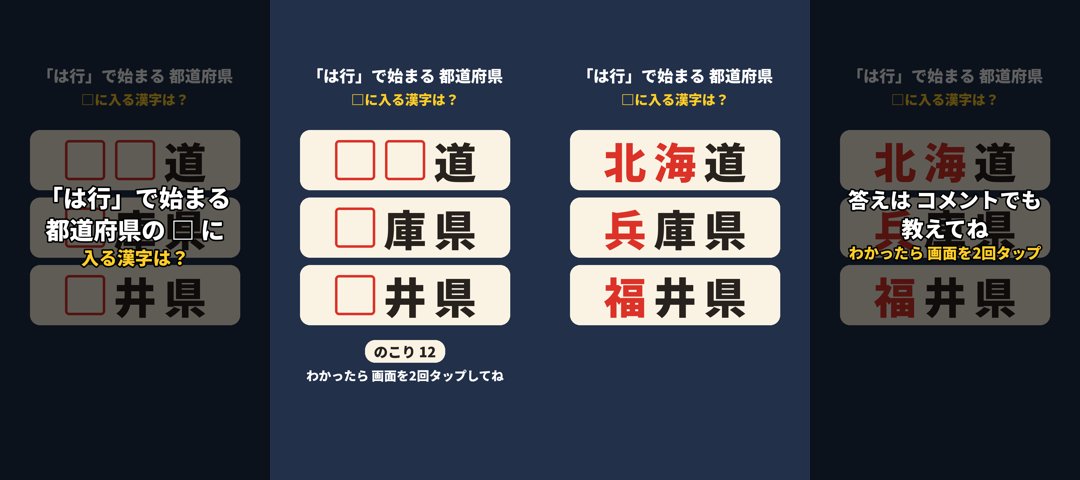 「は行」で始まる 都道府県
□に入る漢字は？
□□道
「は行」で始まる
都道府県の □ に
入る漢字は？
□井県
「は行」で始まる 都道府県
□に入る漢字は？
□□道
□庫県
□井県
のこり 12
わかったら 画面を2回タップしてね
「は行」で始まる 都道府県
□に入る漢字は？
北海道
兵庫県
福井県
「は行」で始まる 都道府県
□に入る漢字は？
北海道
兵庫県
答えは コメントでも
教えてね
わかったら 画面を2回タップ
福井県